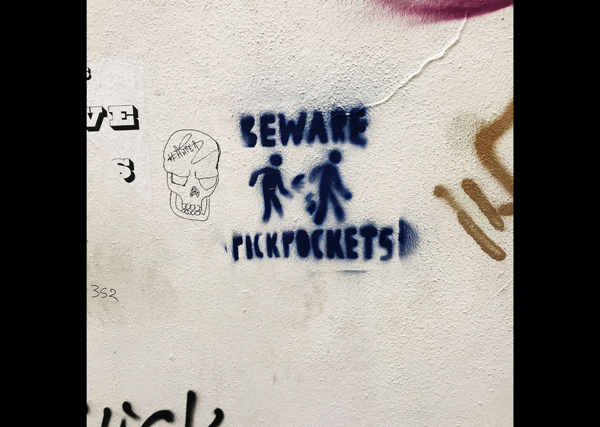 VE
S
BEWARE
PICKPOCKETS
352